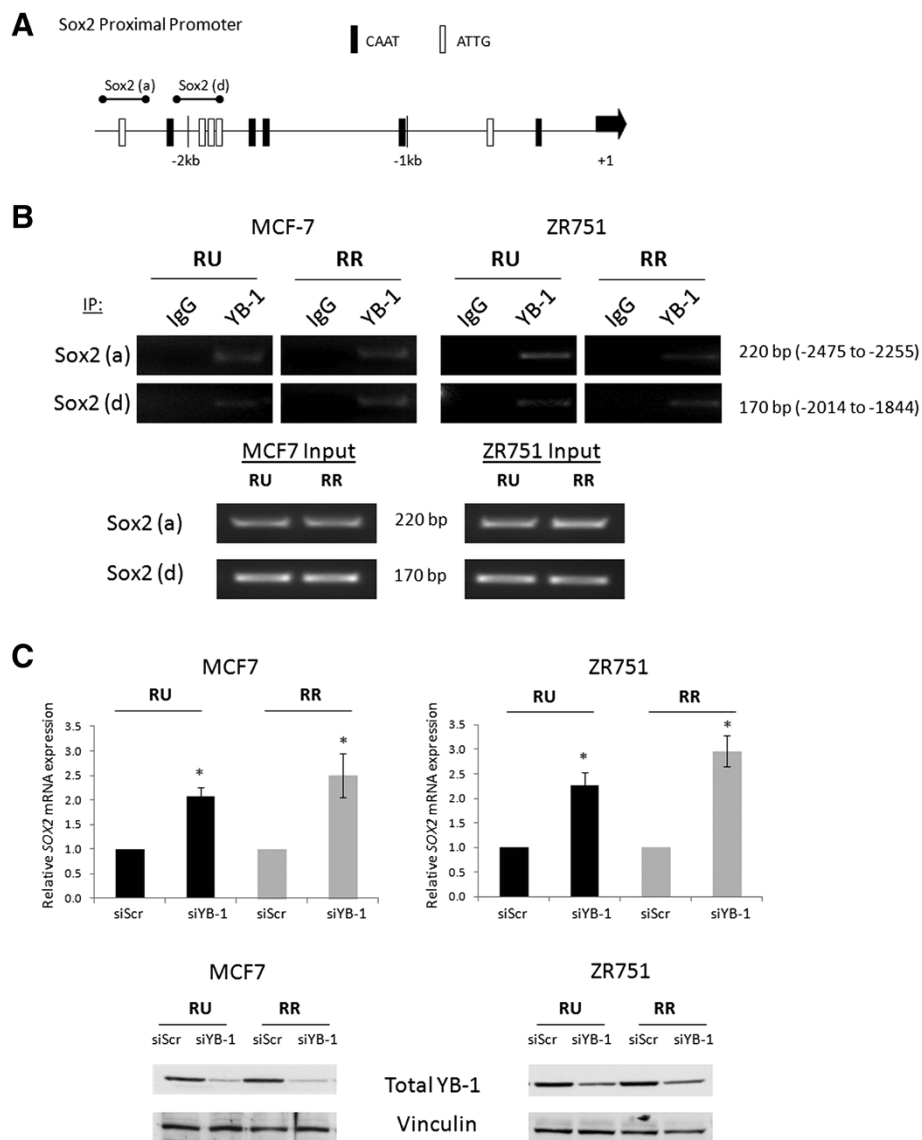 A Sox2 Proximal Promoter
CAAT ATTG
Sox2 (a) Sox2 (d)
-2kb -1kb +1
B
MCF-7 ZR751
RU RR RU RR
IP: IgG YB-1 IgG YB-1 IgG YB-1 IgG YB-1
Sox2 (a) 220 bp (-2475 to -2255)
Sox2 (d) 170 bp (-2014 to -1844)
MCF7 Input ZR751 Input
RU RR RU RR
Sox2 (a) 220 bp
Sox2 (d) 170 bp
C
MCF7 ZR751
RU RR RU RR
Relative SOX2 mRNA expression
3.5
3.0
2.5
2.0
1.5
1.0
0.5
0.0
* *
siScr siYB-1 siScr siYB-1
Relative SOX2 mRNA expression
3.5
3.0
2.5
2.0
1.5
1.0
0.5
0.0
* *
siScr siYB-1 siScr siYB-1
MCF7 ZR751
RU RR RU RR
siScr siYB-1 siScr siYB-1 siScr siYB-1 siScr siYB-1
Total YB-1
Vinculin